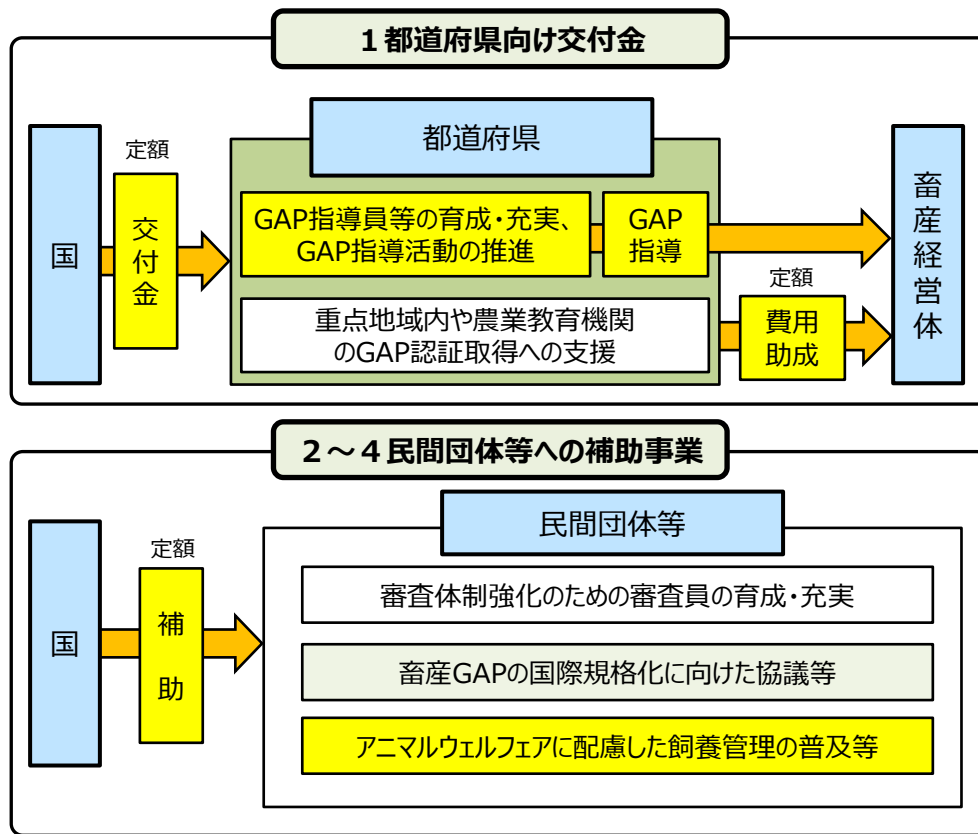 1都道府県向け交付金
国
定額
交付金
都道府県
GAP指導員等の育成・充実、
GAP指導活動の推進
GAP
指導
重点地域内や農業教育機関
のGAP認証取得への支援
定額
費用
助成
畜産経営体
2～4民間団体等への補助事業
国
定額
補助
民間団体等
審査体制強化のための審査員の育成・充実
畜産GAPの国際規格化に向けた協議等
アニマルウェルフェアに配慮した飼養管理の普及等